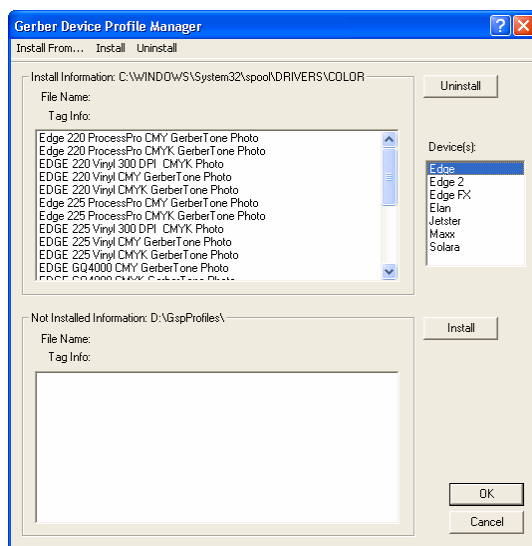 Gerber Device Profile Manager
Install From... Install Uninstall
Install Information: C:\WINDOWS\System32\spool\DRIVERS\COLOR
Uninstall
File Name:
Tag Info:
Edge 220 ProcessPro CMY GerberTone Photo
Edge 220 ProcessPro CMYK GerberTone Photo
EDGE 220 Vinyl 300 DPI  CMYK Photo
EDGE 220 Vinyl CMY GerberTone Photo
EDGE 220 Vinyl CMYK GerberTone Photo
Edge 225 ProcessPro CMY GerberTone Photo
Edge 225 ProcessPro CMYK GerberTone Photo
EDGE 225 Vinyl 300 DPI  CMYK Photo
EDGE 225 Vinyl CMY GerberTone Photo
EDGE 225 Vinyl CMYK GerberTone Photo
EDGE GQ4000 CMY GerberTone Photo
EDGE GQ4000 CMYK GerberTone Photo
Device(s):
Edge
Edge 2
Edge FX
Elan
Jetster
Maxx
Solara
Not Installed Information: D:\GspProfiles\
Install
File Name:
Tag Info:
OK
Cancel